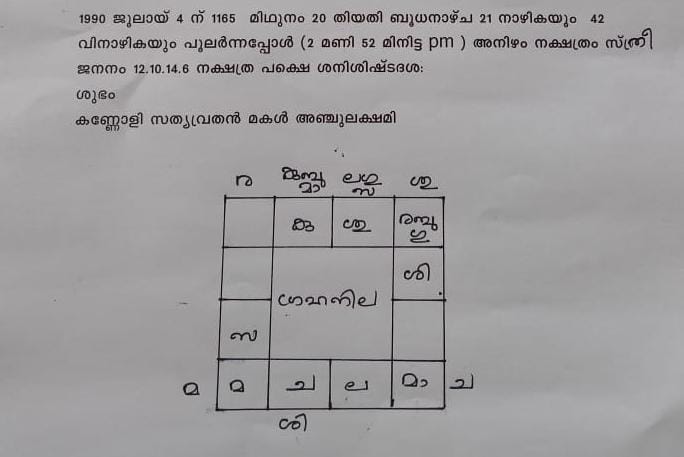 1990 ജൂലായ് 4 ന് 1165 മിഥുനം 20 തിയതി ബുധനാഴ്ച 21 നാഴികയും 42
വിനാഴികയും പുലർന്നപ്പോൾ (2 മണി 52 മിനിട്ട pm ) അനിഴം നക്ഷത്രം സ്ത്രീ
ജനനം 12.10.14.6 നക്ഷത്ര പക്ഷെ ശനിശിഷ്ടദശ:
ശുഭം
കണ്ണോളി സത്യവ്രതൻ മകൾ അഞ്ചുലക്ഷമി
ര മാ ല ശു
കു ശു ഗു
ശി
ഗ്രഹനില
സ
മ മ ച ല മാ ച
ശി